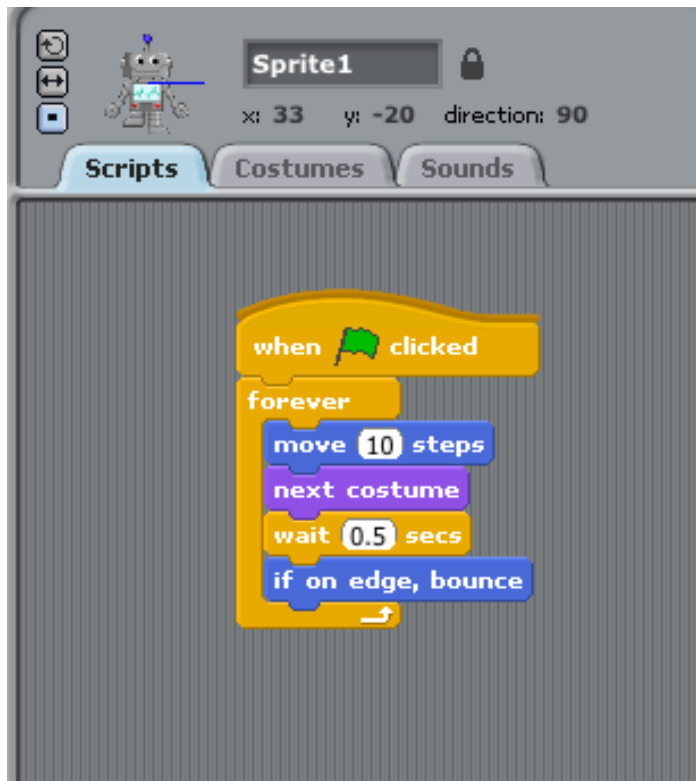 Sprite1
x: 33 y: -20 direction: 90
Scripts Costumes Sounds
when clicked
forever
move 10 steps
next costume
wait 0.5 secs
if on edge, bounce